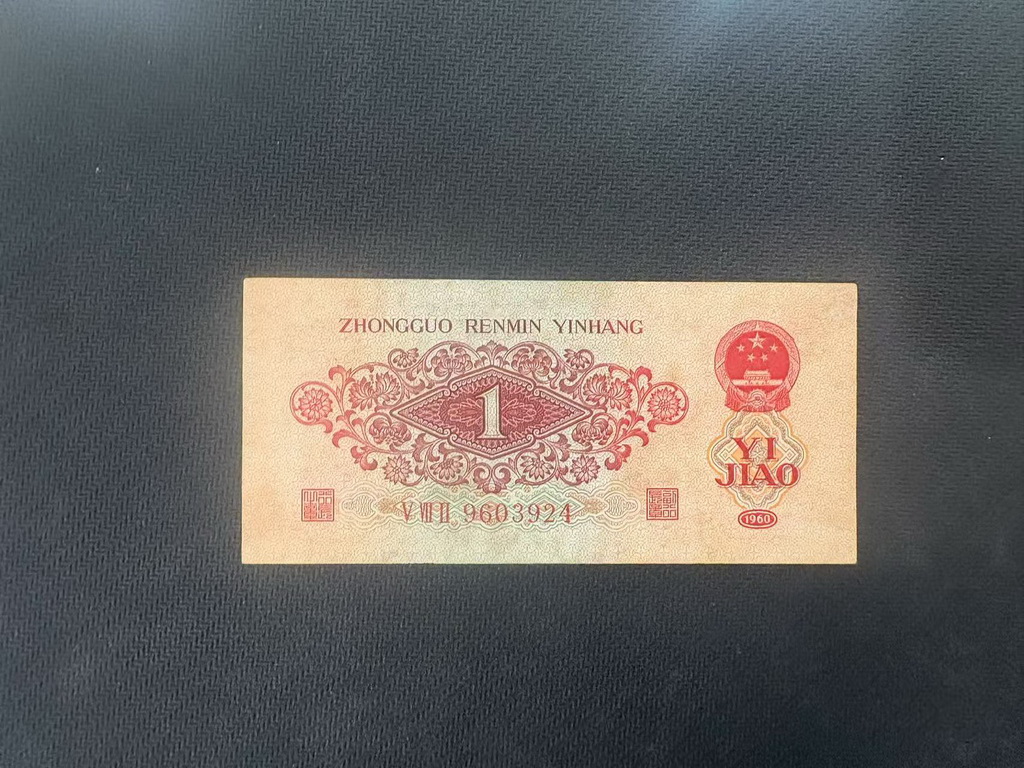 ZHONGGUO RENMIN YINHANG
1
YI
JIAO
V VIII II 9603924
1960